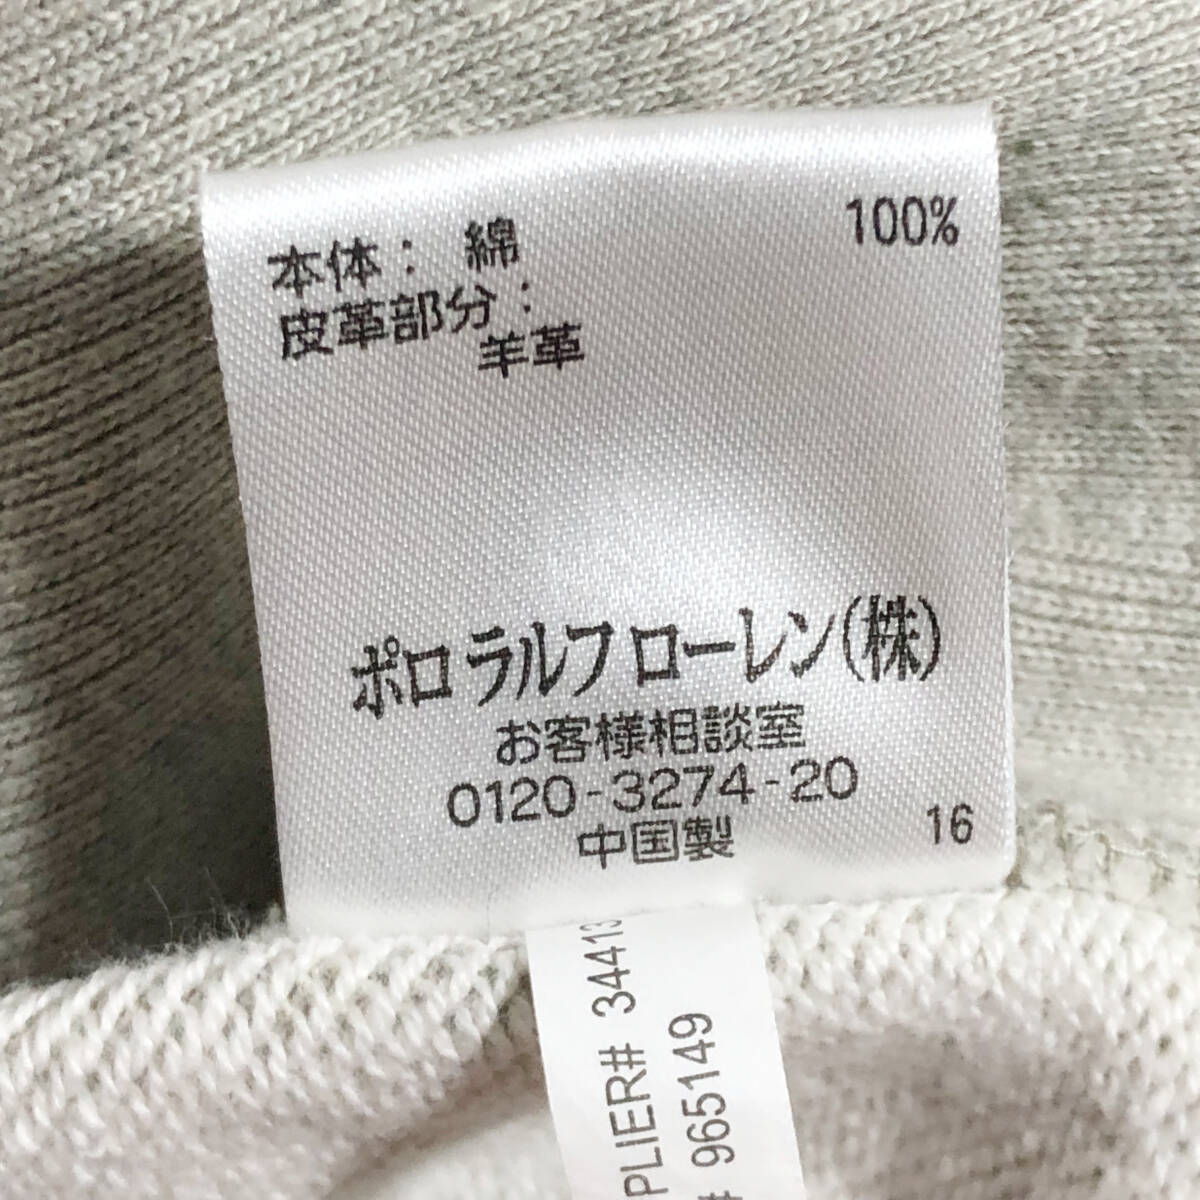 本体: 綿 100%
皮革部分:
羊革
ポロ ラルフ ローレン(株)
お客様相談室
0120-3274-20
中国製 16
PLIER# 34413
# 965149